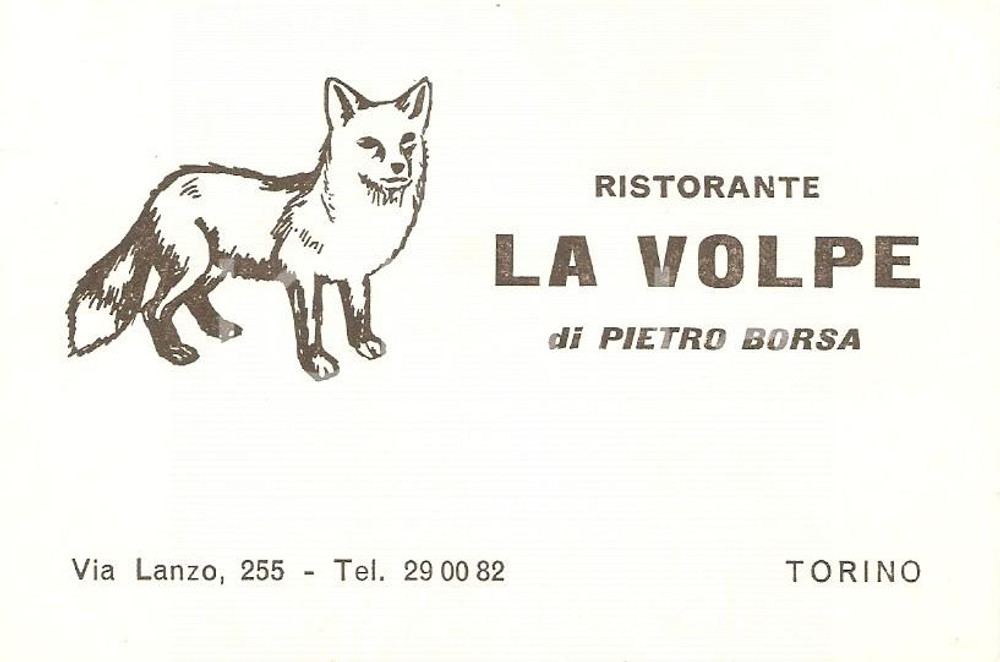 RISTORANTE
LA VOLPE
di PIETRO BORSA
Via Lanzo, 255 - Tel. 29 00 82
TORINO